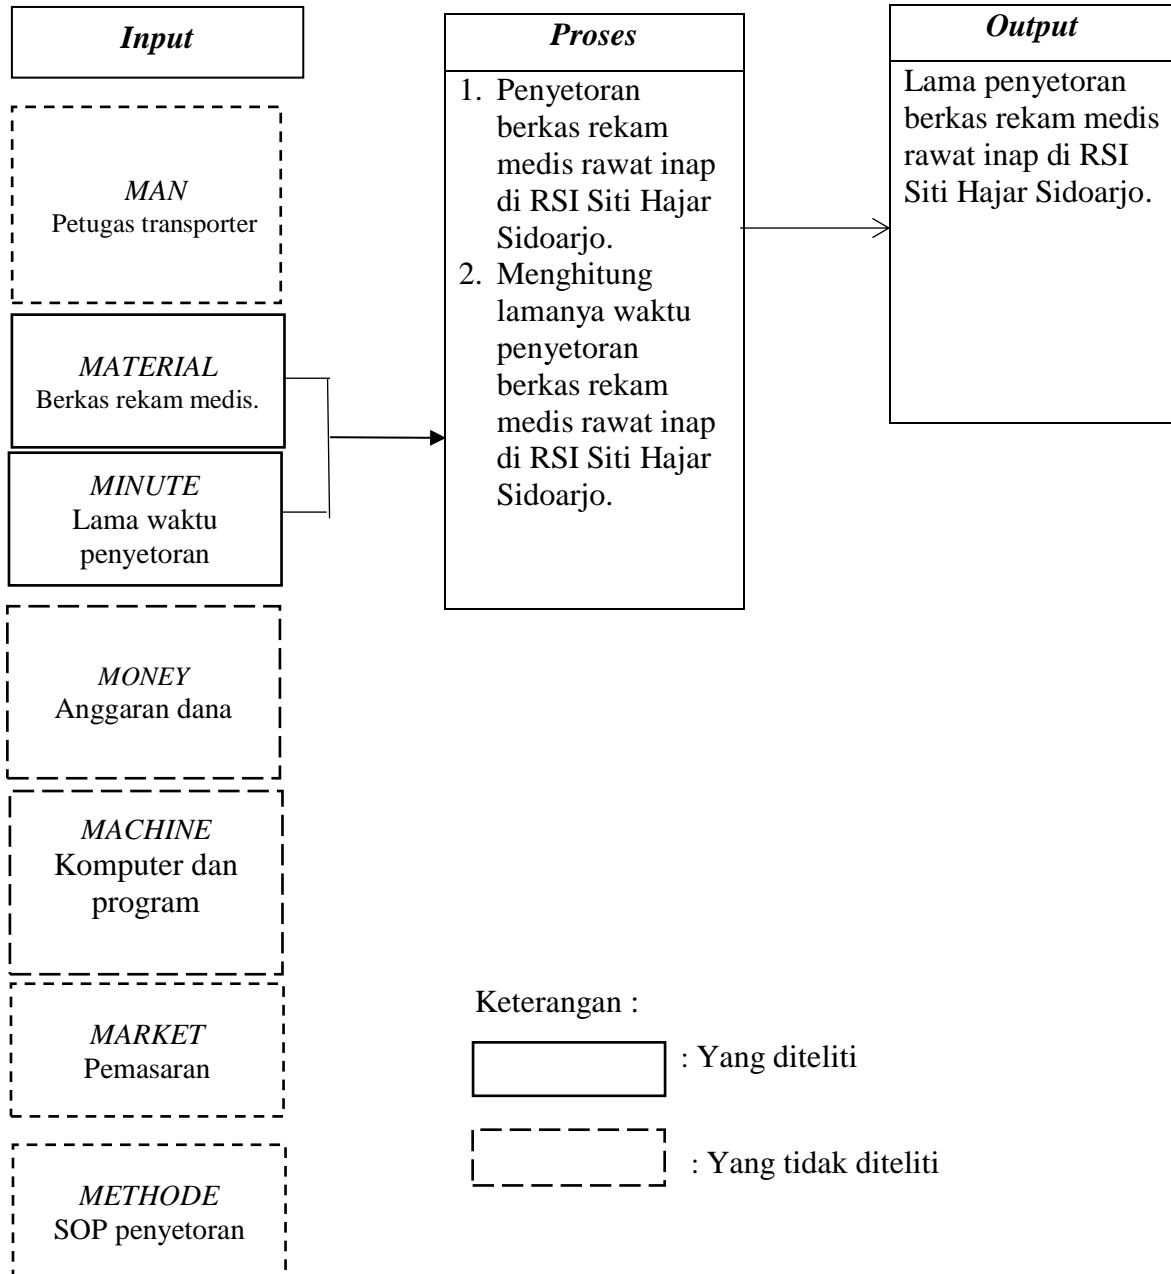 Input
MAN
Petugas transporter
MATERIAL
Berkas rekam medis.
MINUTE
Lama waktu
penyetoran
MONEY
Anggaran dana
MACHINE
Komputer dan
program
MARKET
Pemasaran
METHODE
SOP penyetoran
Proses
1. Penyetoran
berkas rekam
medis rawat inap
di RSI Siti Hajar
Sidoarjo.
2. Menghitung
lamanya waktu
penyetoran
berkas rekam
medis rawat inap
di RSI Siti Hajar
Sidoarjo.
Output
Lama penyetoran
berkas rekam medis
rawat inap di RSI
Siti Hajar Sidoarjo.
Keterangan :
: Yang diteliti
: Yang tidak diteliti